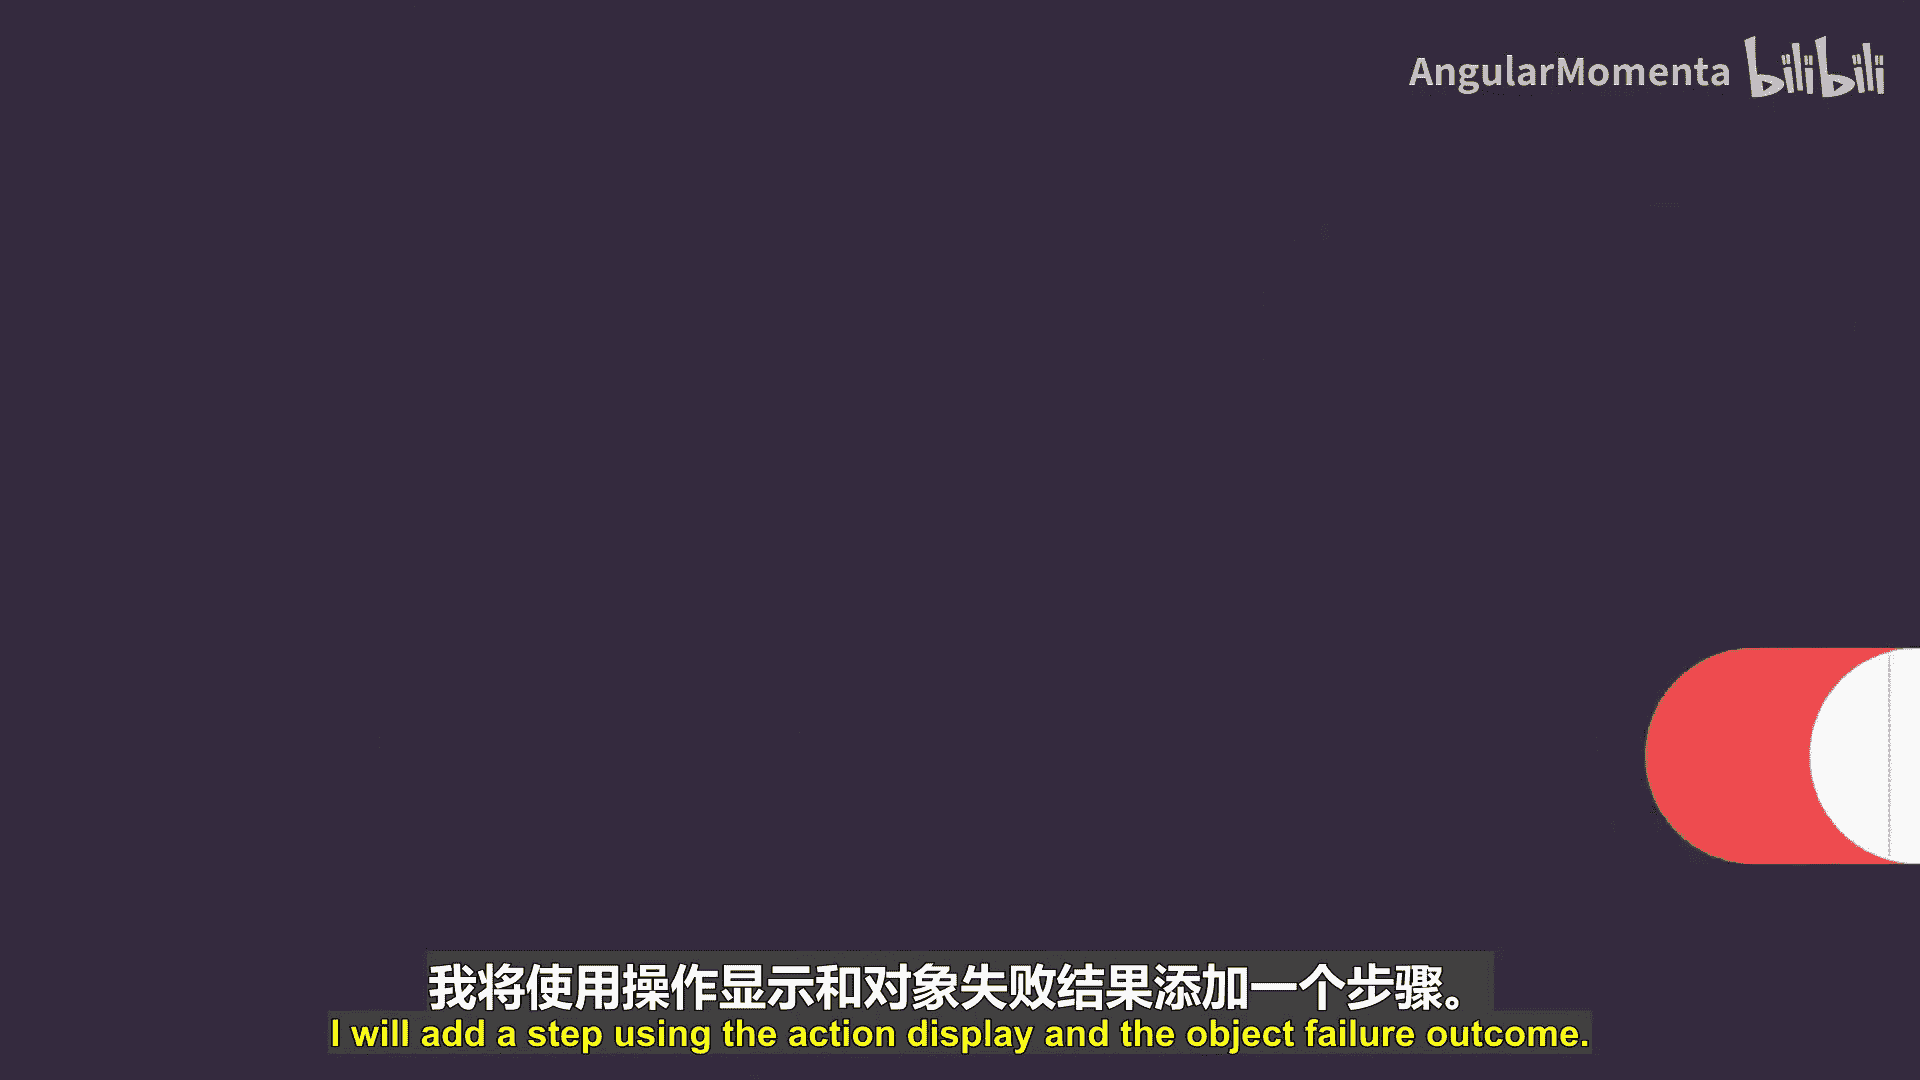 AngularMomenta bilibili
我将使用操作显示和对象失败结果添加一个步骤。
I will add a step using the action display and the object failure outcome.